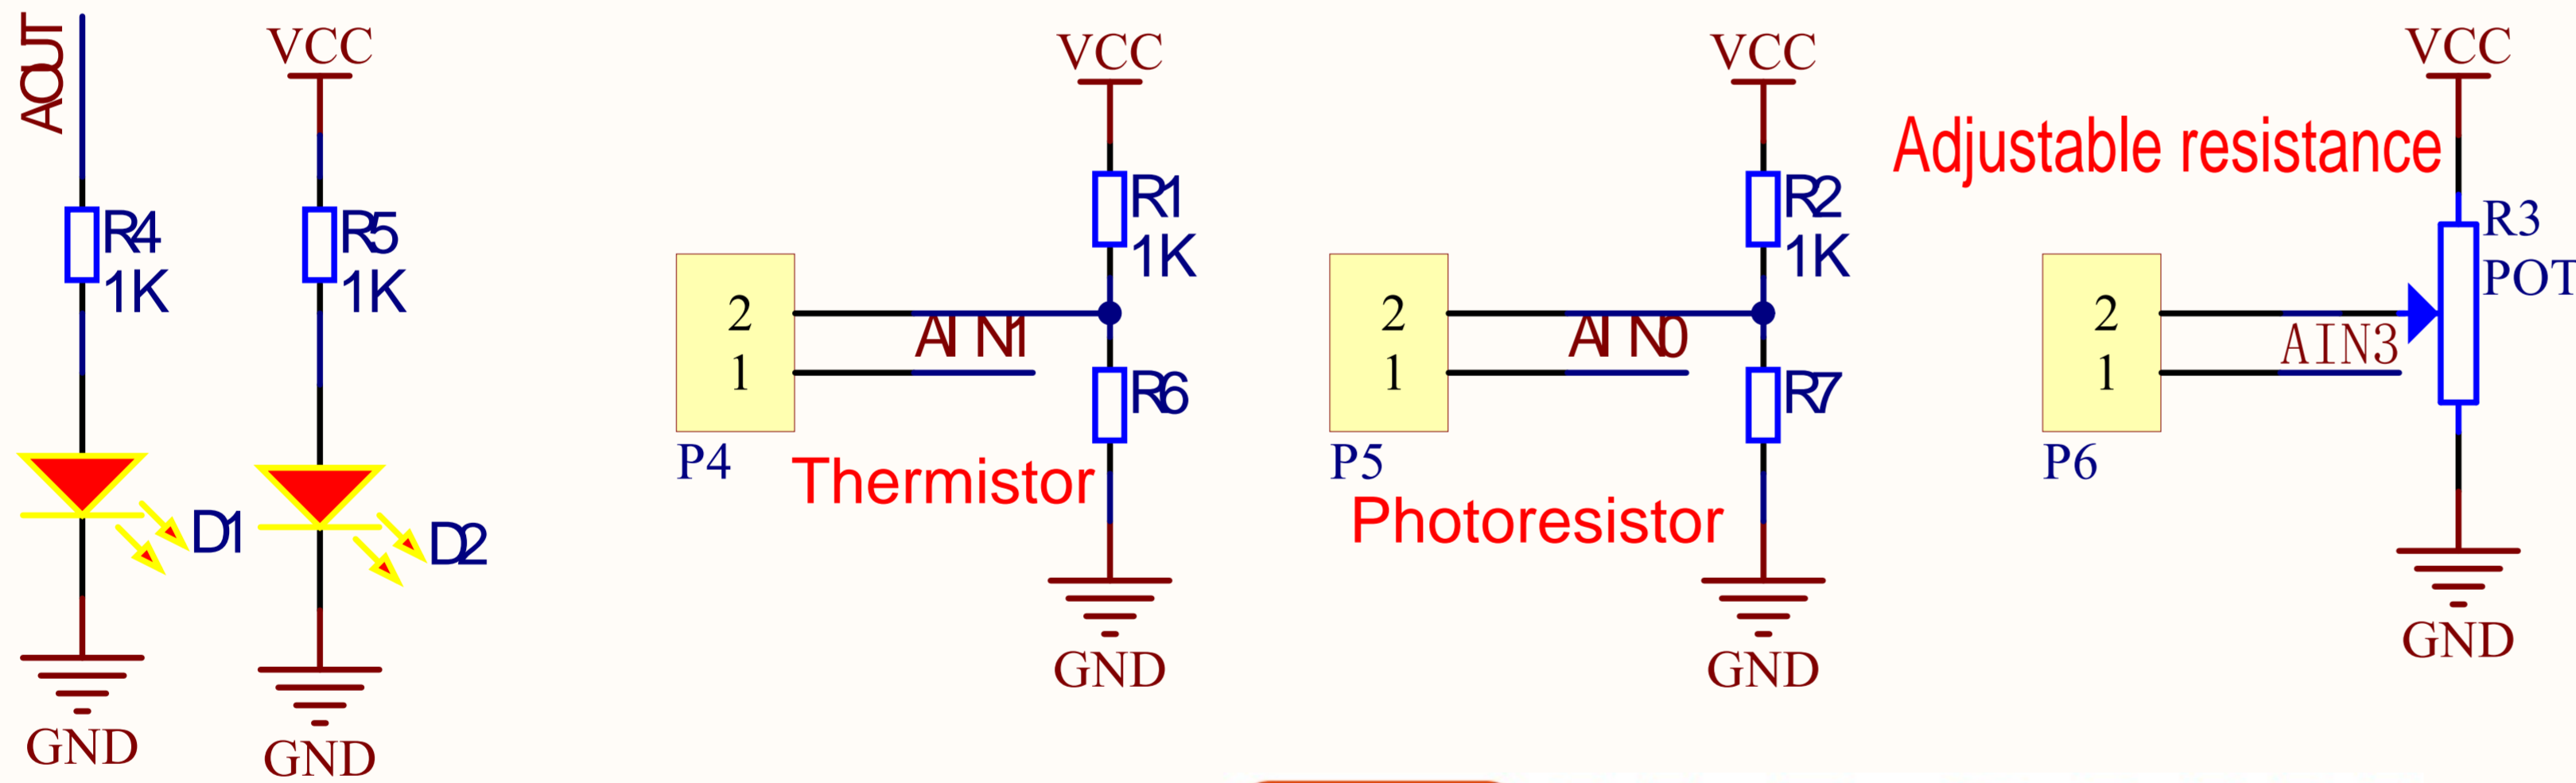 AOUT
VCC
R4
1K
R5
1K
D1
D2
GND
GND
VCC
R1
1K
2
AIN1
1
R6
P4
Thermistor
GND
VCC
R2
1K
2
AIN0
1
R7
P5
Photoresistor
GND
VCC
Adjustable resistance
R3
POT
2
AIN3
1
P6
GND